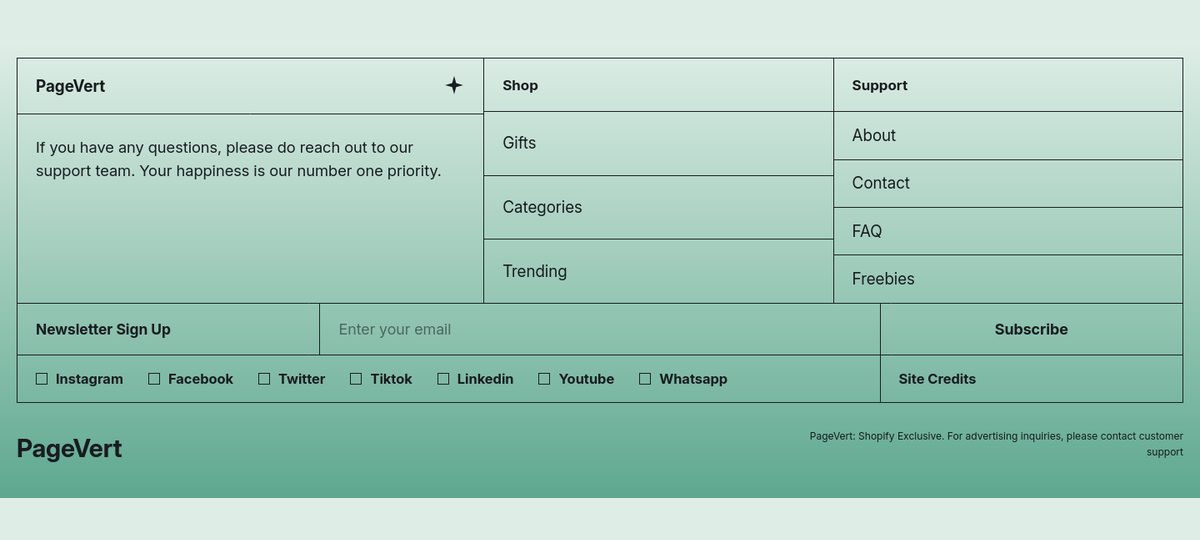 PageVert
If you have any questions, please do reach out to our
support team. Your happiness is our number one priority.
Shop
Gifts
Categories
Trending
Support
About
Contact
FAQ
Freebies
Newsletter Sign Up
Enter your email
Subscribe
Instagram
Facebook
Twitter
Tiktok
Linkedin
Youtube
Whatsapp
Site Credits
PageVert
PageVert: Shopify Exclusive. For advertising inquiries, please contact customer
support